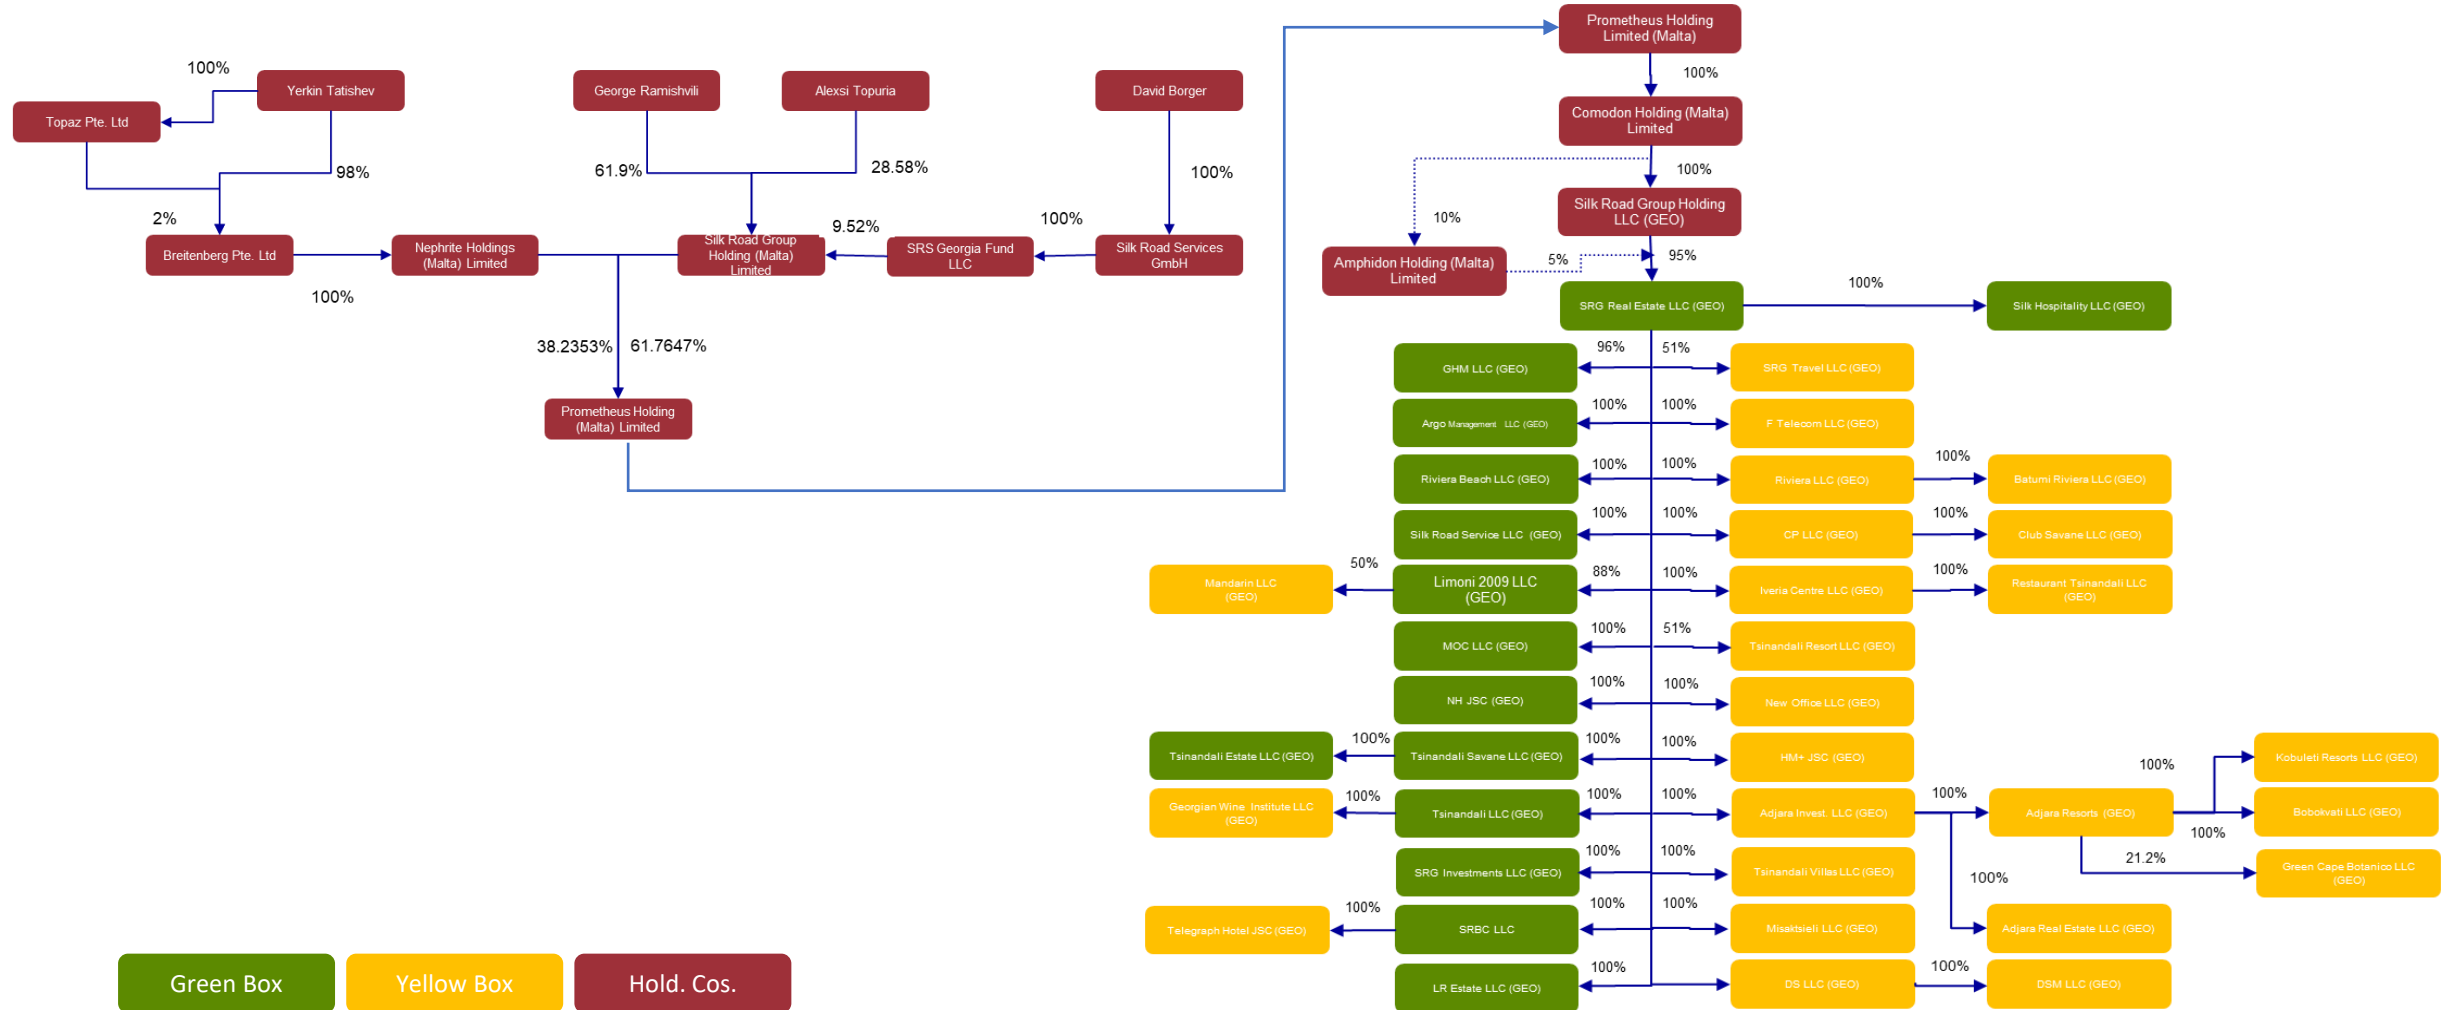 Prometheus Holding
Limited (Malta)
100%
Yerkin Tatishev
George Ramishvili
Alexsi Topuria
David Borger
100%
Topaz Pte. Ltd
Comodon Holding (Malta)
Limited
98%
61.9%
28.58%
100%
100%
2%
9.52%
100%
10%
Silk Road Group Holding
LLC (GEO)
Breitenberg Pte. Ltd
Nephrite Holdings
(Malta) Limited
Silk Road Group
Holding (Malta)
Limited
SRS Georgia Fund
LLC
Silk Road Services
GmbH
Amphidon Holding (Malta)
Limited
5%
95%
100%
100%
SRG Real Estate LLC (GEO)
Silk Hospitality LLC (GEO)
38.2353%
61.7647%
96%
51%
GHM LLC (GEO)
SRG Travel LLC (GEO)
Prometheus Holding
(Malta) Limited
100%
100%
Argo Management LLC (GEO)
F Telecom LLC (GEO)
100%
100%
100%
Riviera Beach LLC (GEO)
Riviera LLC (GEO)
Batumi Riviera LLC (GEO)
100%
100%
100%
Silk Road Service LLC (GEO)
CP LLC (GEO)
Club Savane LLC (GEO)
50%
88%
100%
100%
Mandarin LLC
(GEO)
Limoni 2009 LLC
(GEO)
Iveria Centre LLC (GEO)
Restaurant Tsinandali LLC
(GEO)
100%
51%
MOC LLC (GEO)
Tsinandali Resort LLC (GEO)
100%
100%
NH JSC (GEO)
New Office LLC (GEO)
100%
100%
100%
Tsinandali Estate LLC (GEO)
Tsinandali Savane LLC (GEO)
HM+ JSC (GEO)
100%
Kobuleti Resorts LLC (GEO)
100%
100%
100%
100%
Georgian Wine Institute LLC
(GEO)
Tsinandali LLC (GEO)
Adjara Invest. LLC (GEO)
Adjara Resorts (GEO)
Bobokvati LLC (GEO)
100%
100%
100%
21.2%
SRG Investments LLC (GEO)
Tsinandali Villas LLC (GEO)
100%
Green Cape Botanico LLC
(GEO)
100%
100%
100%
Telegraph Hotel JSC (GEO)
SRBC LLC
Misaktsieli LLC (GEO)
Adjara Real Estate LLC (GEO)
100%
100%
LR Estate LLC (GEO)
DS LLC (GEO)
DSM LLC (GEO)
Green Box
Yellow Box
Hold. Cos.